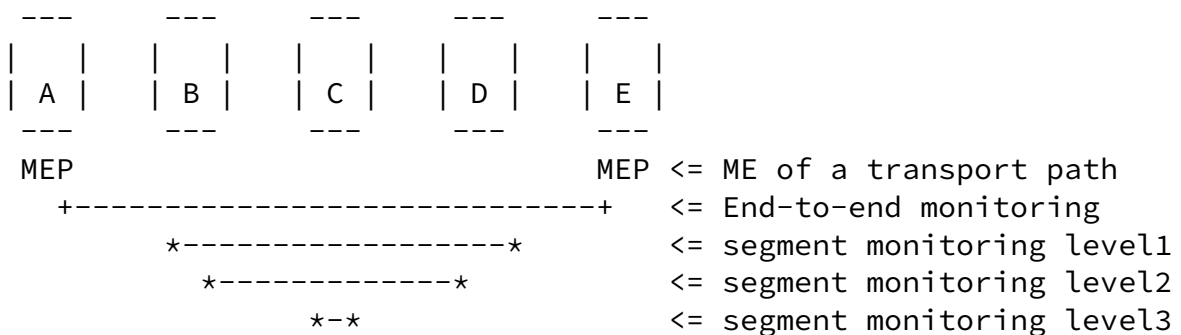 ---     ---     ---     ---     ---
|   |   |   |   |   |   |   |   |   |
| A |   | B |   | C |   | D |   | E |
 ---     ---     ---     ---     ---
 MEP                             MEP <= ME of a transport path
   +-----------------------------+   <= End-to-end monitoring
         *------------------*        <= segment monitoring level1
           *-------------*           <= segment monitoring level2
                 *-*                 <= segment monitoring level3